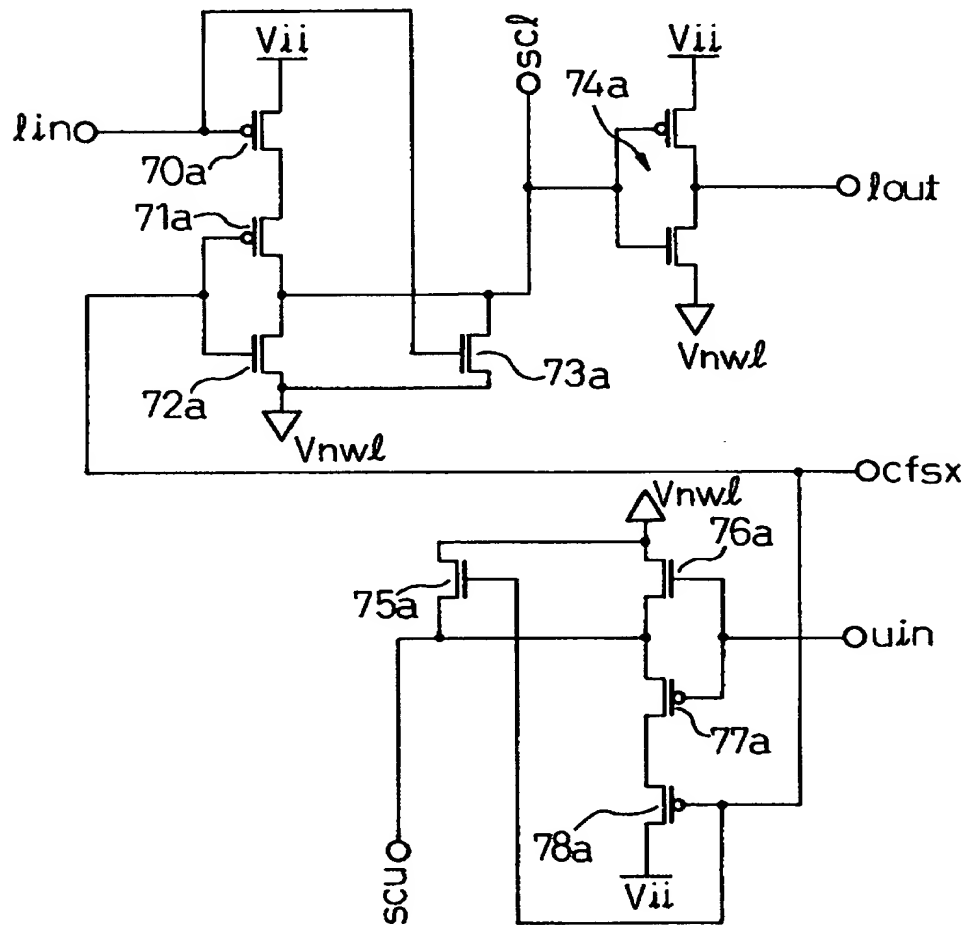 Vii
ℓin
70a
71a
72a
73a
Vnwℓ
scℓ
74a
Vii
ℓout
Vnwℓ
cfsx
Vnwℓ
76a
75a
uin
77a
78a
Vii
scu